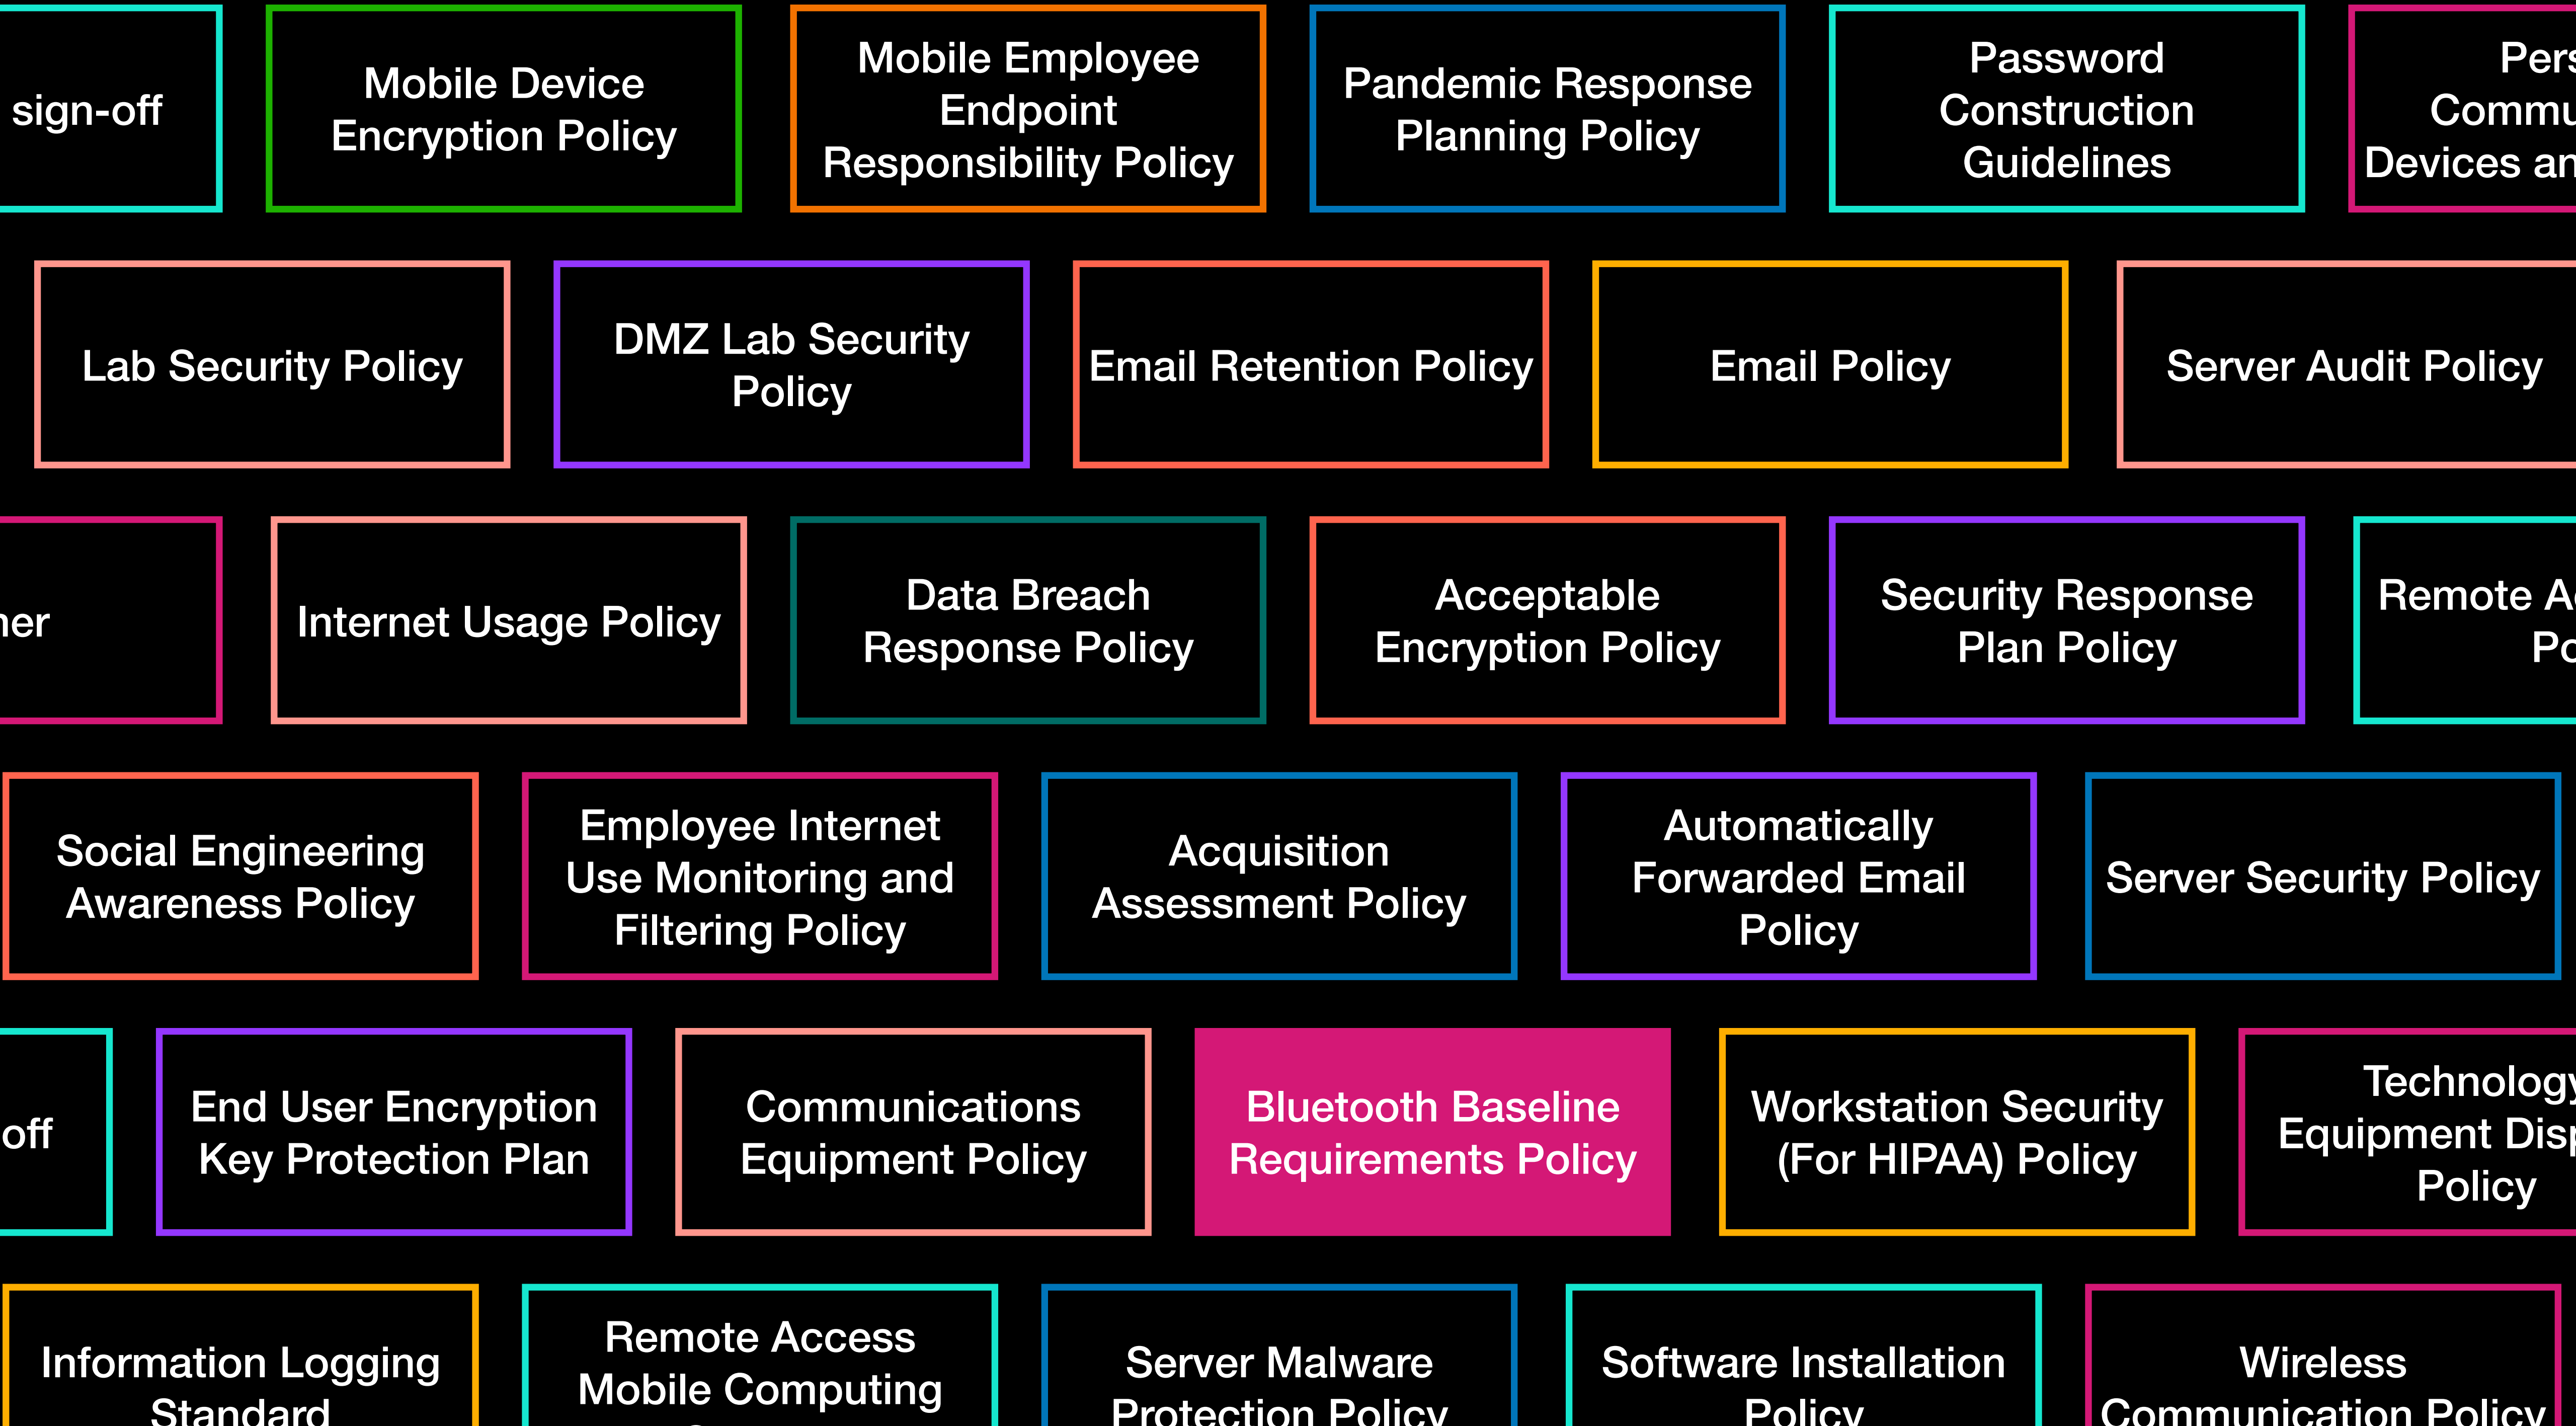 sign-off
Mobile Device
Encryption Policy
Mobile Employee
Endpoint
Responsibility Policy
Pandemic Response
Planning Policy
Password
Construction
Guidelines
Devices
Lab Security Policy
DMZ Lab Security
Policy
Email Retention Policy
Email Policy
Server Audit Policy
Internet Usage Policy
Data Breach
Response Policy
Acceptable
Encryption Policy
Security Response
Plan Policy
Remote
Social Engineering
Awareness Policy
Employee Internet
Use Monitoring and
Filtering Policy
Acquisition
Assessment Policy
Automatically
Forwarded Email
Policy
Server Security Policy
off
End User Encryption
Key Protection Plan
Communications
Equipment Policy
Bluetooth Baseline
Requirements Policy
Workstation Security
(For HIPAA) Policy
Technology
Equipment
Policy
Information Logging
Standard
Remote Access
Mobile Computing
Server Malware
Protection Policy
Software Installation
Policy
Wireless
Communication Policy